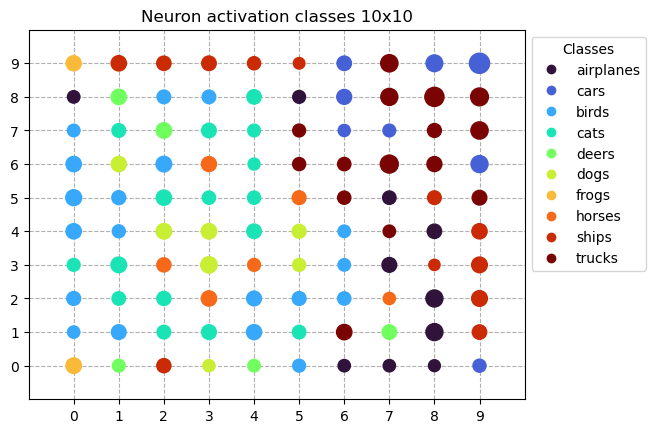 Neuron activation classes 10x10
9
8
7
6
5
4
3
2
1
0
0 1 2 3 4 5 6 7 8 9
Classes
airplanes
cars
birds
cats
deers
dogs
frogs
horses
ships
trucks